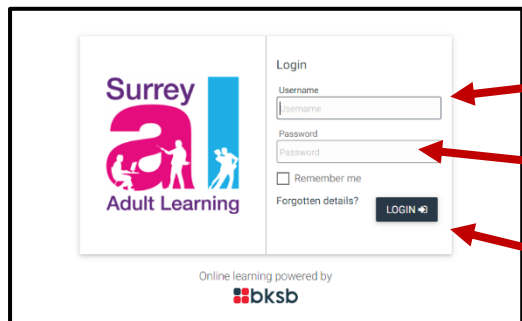 Surrey
al
Adult Learning
Login
Username
Username
Password
Password
Remember me
Forgotten details?
LOGIN
Online learning powered by
bksb